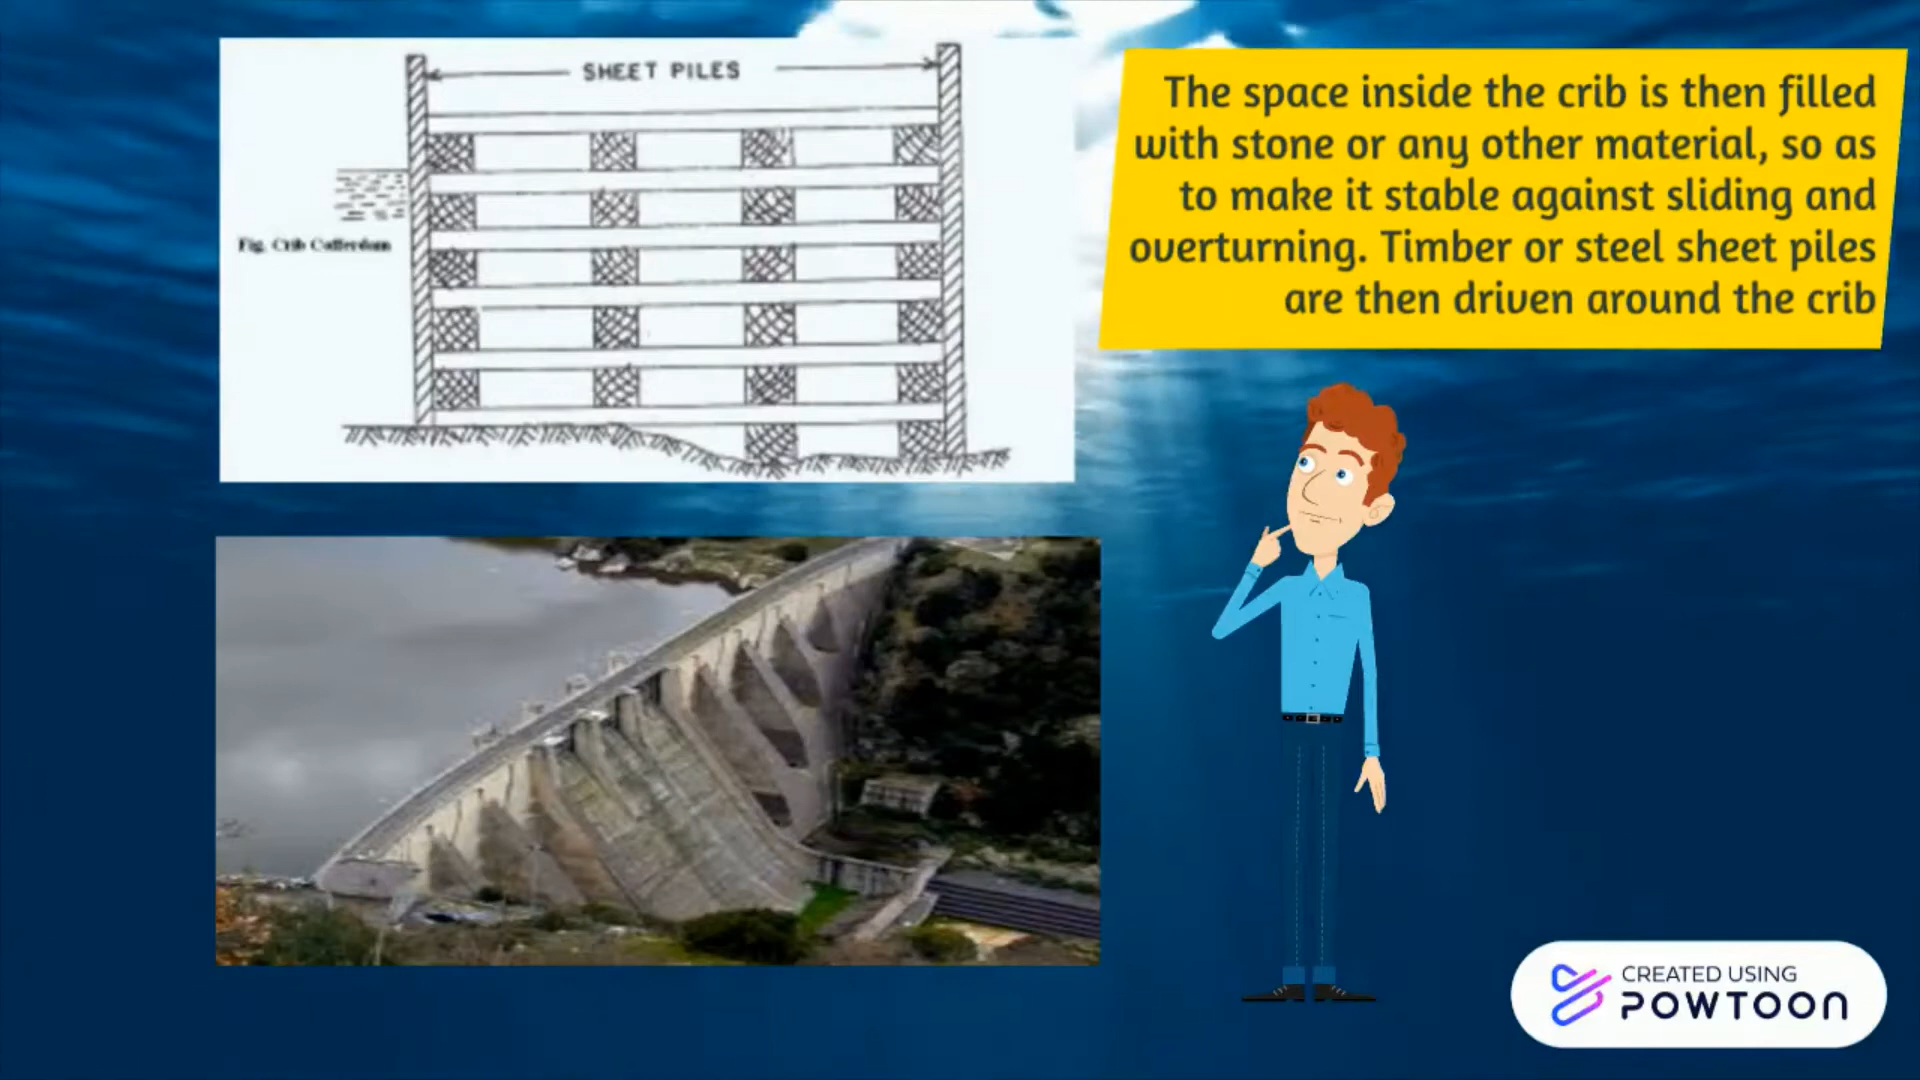 SHEET PILES
Fig. Crib Cofferdam
The space inside the crib is then filled
with stone or any other material, so as
to make it stable against sliding and
overturning. Timber or steel sheet piles
are then driven around the crib
CREATED USING
POWTOON